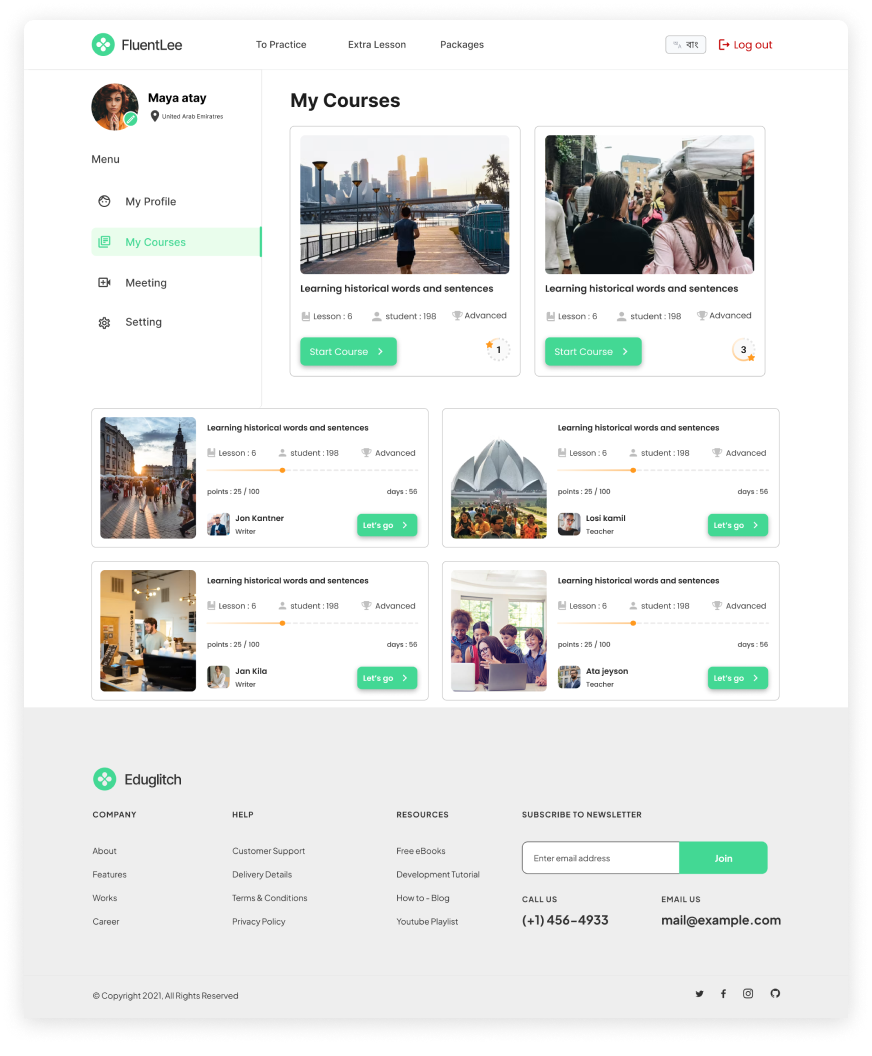 FluentLee
To Practice
Extra Lesson
Packages
বাং
Log out
Maya atay
United Arab Emiratres
Menu
My Profile
My Courses
Meeting
Setting
My Courses
Learning historical words and sentences
Lesson : 6
student : 198
Advanced
Start Course
1
Learning historical words and sentences
Lesson : 6
student : 198
Advanced
Start Course
3
Learning historical words and sentences
Lesson : 6
student : 198
Advanced
points : 25 / 100
days : 56
Jon Kantner
Writer
Let's go
Learning historical words and sentences
Lesson : 6
student : 198
Advanced
points : 25 / 100
days : 56
Losi kamil
Teacher
Let's go
Learning historical words and sentences
Lesson : 6
student : 198
Advanced
points : 25 / 100
days : 56
Jan Kila
Writer
Let's go
Learning historical words and sentences
Lesson : 6
student : 198
Advanced
points : 25 / 100
days : 56
Ata jeyson
Teacher
Let's go
Eduglitch
COMPANY
About
Features
Works
Career
HELP
Customer Support
Delivery Details
Terms & Conditions
Privacy Policy
RESOURCES
Free eBooks
Development Tutorial
How to - Blog
Youtube Playlist
SUBSCRIBE TO NEWSLETTER
Enter email address
Join
CALL US
(+1) 456-4933
EMAIL US
mail@example.com
© Copyright 2021, All Rights Reserved